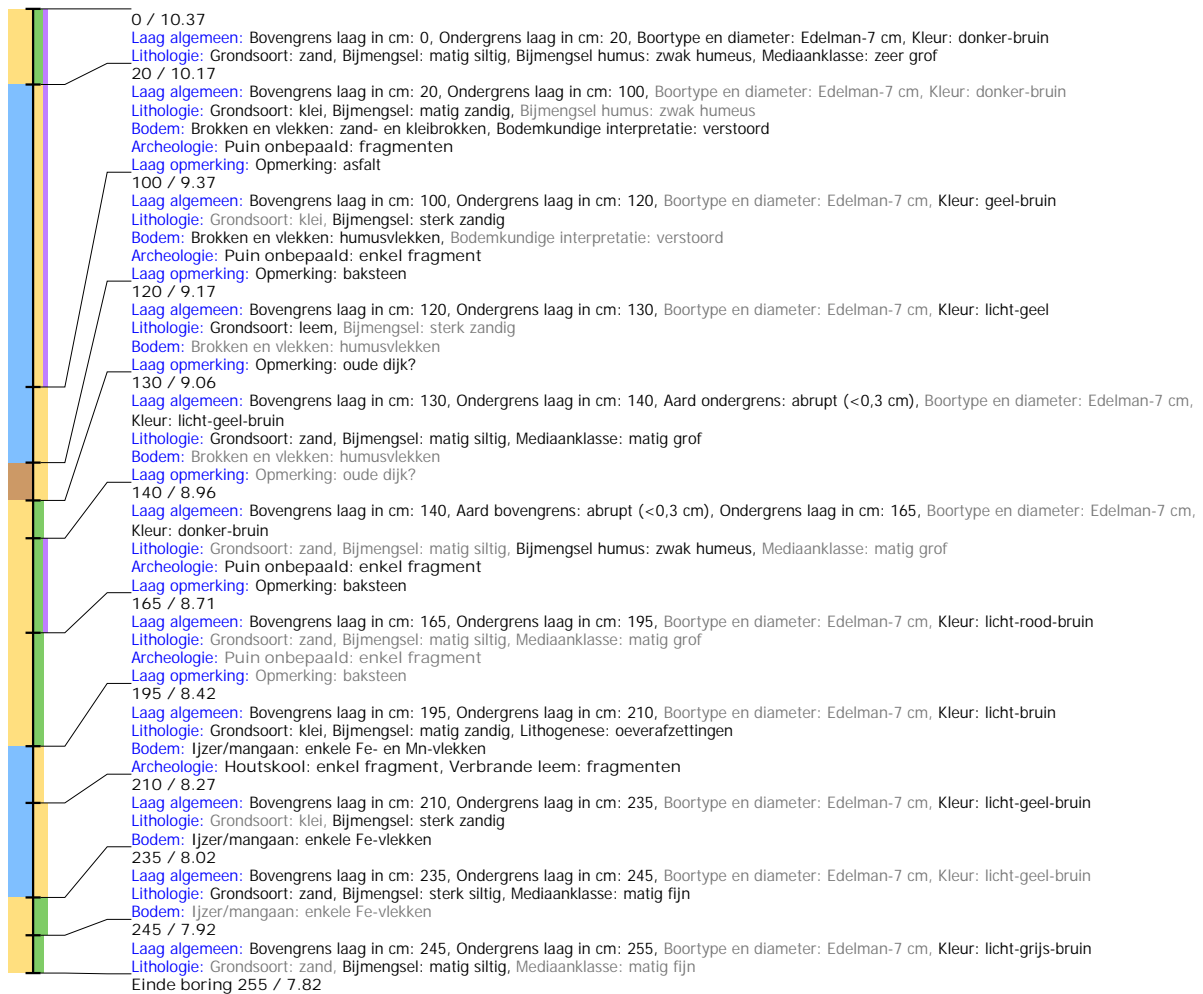 0 / 10.37
Laag algemeen: Bovengrens laag in cm: 0, Ondergrens laag in cm: 20, Boortype en diameter: Edelman-7 cm, Kleur: donker-bruin
Lithologie: Grondsoort: zand, Bijmengsel: matig siltig, Bijmengsel humus: zwak humeus, Mediaanklasse: zeer grof
20 / 10.17
Laag algemeen: Bovengrens laag in cm: 20, Ondergrens laag in cm: 100, Boortype en diameter: Edelman-7 cm, Kleur: donker-bruin
Lithologie: Grondsoort: klei, Bijmengsel: matig zandig, Bijmengsel humus: zwak humeus
Bodem: Brokken en vlekken: zand- en kleibrokken, Bodemkundige interpretatie: verstoord
Archeologie: Puin onbepaald: fragmenten
Laag opmerking: Opmerking: asfalt
100 / 9.37
Laag algemeen: Bovengrens laag in cm: 100, Ondergrens laag in cm: 120, Boortype en diameter: Edelman-7 cm, Kleur: geel-bruin
Lithologie: Grondsoort: klei, Bijmengsel: sterk zandig
Bodem: Brokken en vlekken: humusvlekken, Bodemkundige interpretatie: verstoord
Archeologie: Puin onbepaald: enkel fragment
Laag opmerking: Opmerking: baksteen
120 / 9.17
Laag algemeen: Bovengrens laag in cm: 120, Ondergrens laag in cm: 130, Boortype en diameter: Edelman-7 cm, Kleur: licht-geel
Lithologie: Grondsoort: leem, Bijmengsel: sterk zandig
Bodem: Brokken en vlekken: humusvlekken
Laag opmerking: Opmerking: oude dijk?
130 / 9.06
Laag algemeen: Bovengrens laag in cm: 130, Ondergrens laag in cm: 140, Aard ondergrens: abrupt (<0,3 cm), Boortype en diameter: Edelman-7 cm,
Kleur: licht-geel-bruin
Lithologie: Grondsoort: zand, Bijmengsel: matig siltig, Mediaanklasse: matig grof
Bodem: Brokken en vlekken: humusvlekken
Laag opmerking: Opmerking: oude dijk?
140 / 8.96
Laag algemeen: Bovengrens laag in cm: 140, Aard bovengrens: abrupt (<0,3 cm), Ondergrens laag in cm: 165, Boortype en diameter: Edelman-7 cm,
Kleur: donker-bruin
Lithologie: Grondsoort: zand, Bijmengsel: matig siltig, Bijmengsel humus: zwak humeus, Mediaanklasse: matig grof
Archeologie: Puin onbepaald: enkel fragment
Laag opmerking: Opmerking: baksteen
165 / 8.71
Laag algemeen: Bovengrens laag in cm: 165, Ondergrens laag in cm: 195, Boortype en diameter: Edelman-7 cm, Kleur: licht-rood-bruin
Lithologie: Grondsoort: zand, Bijmengsel: matig siltig, Mediaanklasse: matig grof
Archeologie: Puin onbepaald: enkel fragment
Laag opmerking: Opmerking: baksteen
195 / 8.42
Laag algemeen: Bovengrens laag in cm: 195, Ondergrens laag in cm: 210, Boortype en diameter: Edelman-7 cm, Kleur: licht-bruin
Lithologie: Grondsoort: klei, Bijmengsel: matig zandig, Lithogenese: oeverafzettingen
Bodem: Ijzer/mangaan: enkele Fe- en Mn-vlekken
Archeologie: Houtskool: enkel fragment, Verbrande leem: fragmenten
210 / 8.27
Laag algemeen: Bovengrens laag in cm: 210, Ondergrens laag in cm: 235, Boortype en diameter: Edelman-7 cm, Kleur: licht-geel-bruin
Lithologie: Grondsoort: klei, Bijmengsel: sterk zandig
Bodem: Ijzer/mangaan: enkele Fe-vlekken
235 / 8.02
Laag algemeen: Bovengrens laag in cm: 235, Ondergrens laag in cm: 245, Boortype en diameter: Edelman-7 cm, Kleur: licht-geel-bruin
Lithologie: Grondsoort: zand, Bijmengsel: sterk siltig, Mediaanklasse: matig fijn
Bodem: Ijzer/mangaan: enkele Fe-vlekken
245 / 7.92
Laag algemeen: Bovengrens laag in cm: 245, Ondergrens laag in cm: 255, Boortype en diameter: Edelman-7 cm, Kleur: licht-grijs-bruin
Lithologie: Grondsoort: zand, Bijmengsel: matig siltig, Mediaanklasse: matig fijn
Einde boring 255 / 7.82